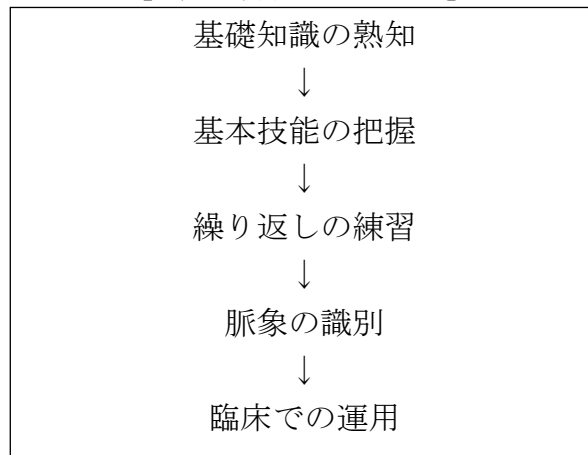 基礎知識の熟知
↓
基本技能の把握
↓
繰り返しの練習
↓
脈象の識別
↓
臨床での運用